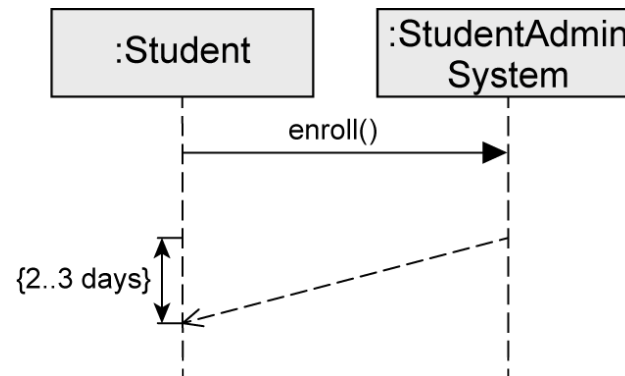 :Student
:StudentAdmin
System
enroll()
{2..3 days}